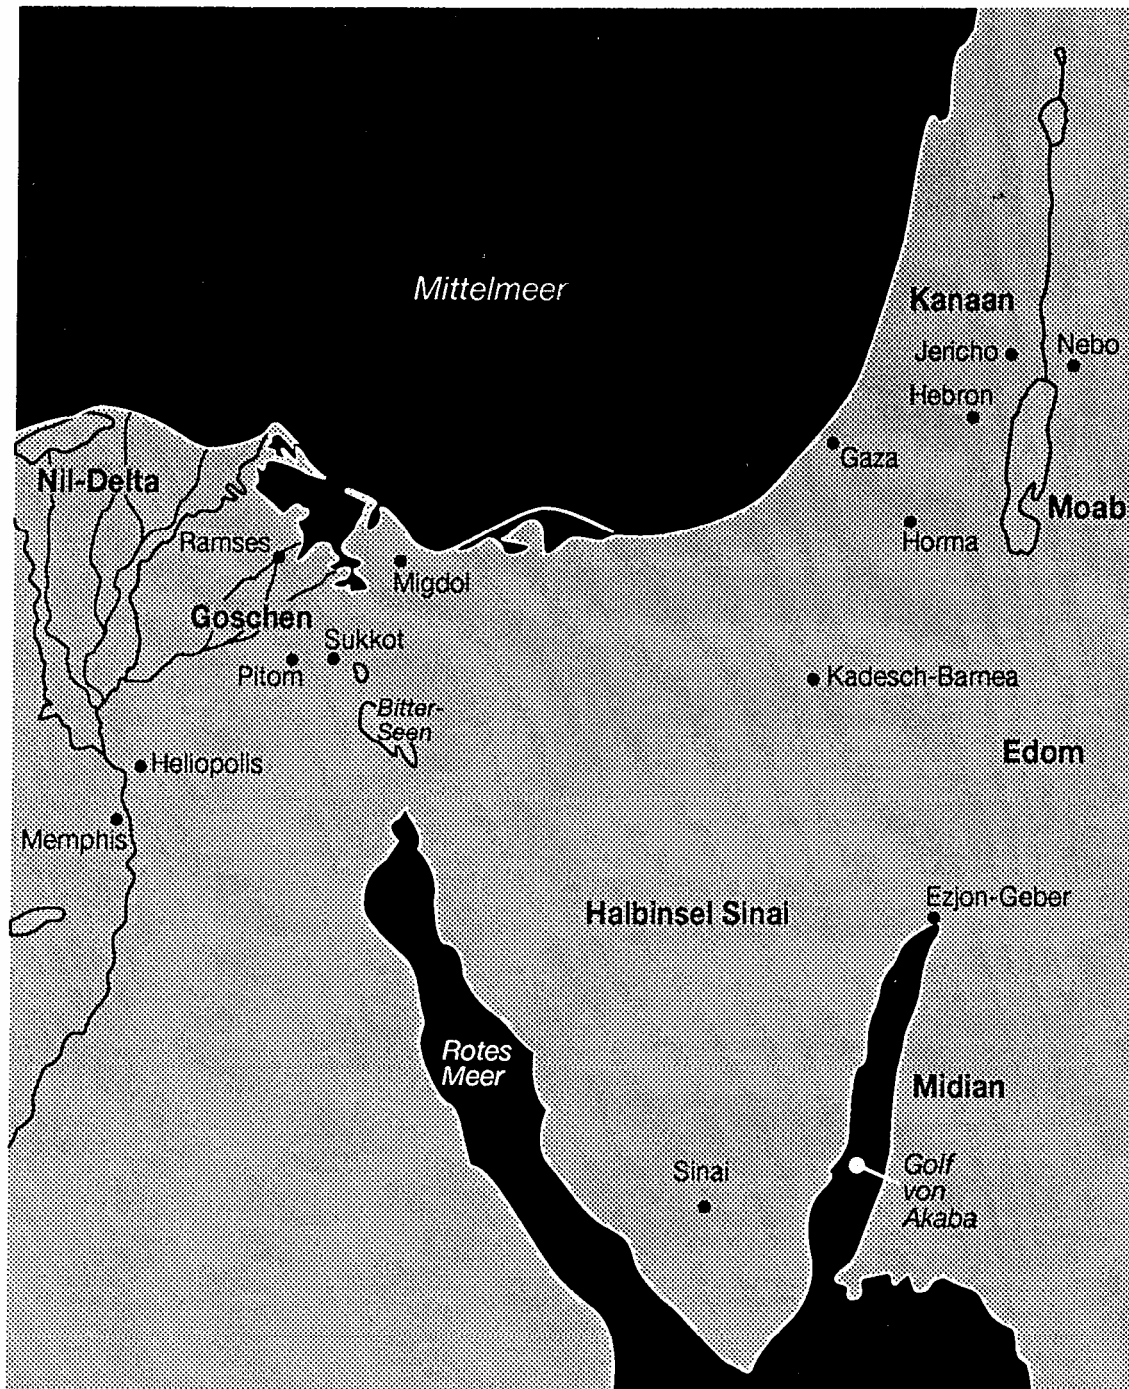 Mittelmeer
Kanaan
Jericho
Nebo
Hebron
Gaza
Nil-Delta
Moab
Ramses
Horma
Migdol
Goschen
Sukkot
Pitom
Kadesch-Barnea
Bitter-
Seen
Edom
Heliopolis
Memphis
Ezjon-Geber
Halbinsel Sinai
Rotes
Meer
Midian
Sinai
Golf
von
Akaba